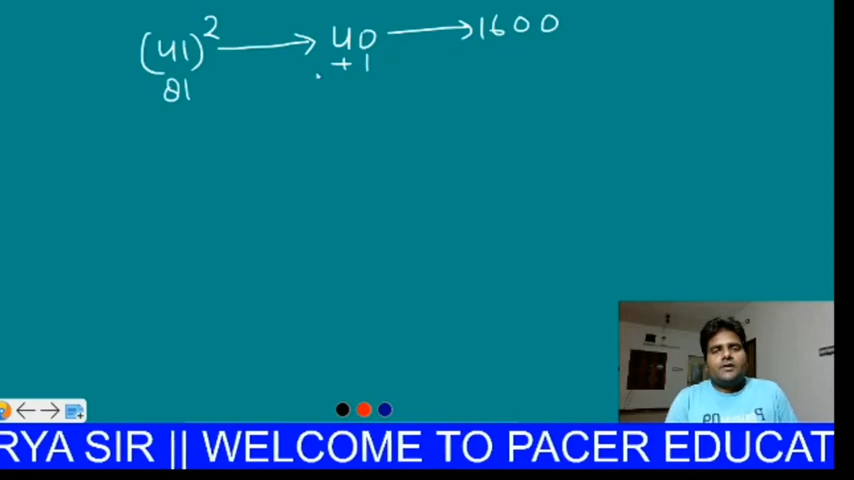 (41)² → 40 → 1600
+1
81
RYA SIR || WELCOME TO PACER EDUCAT